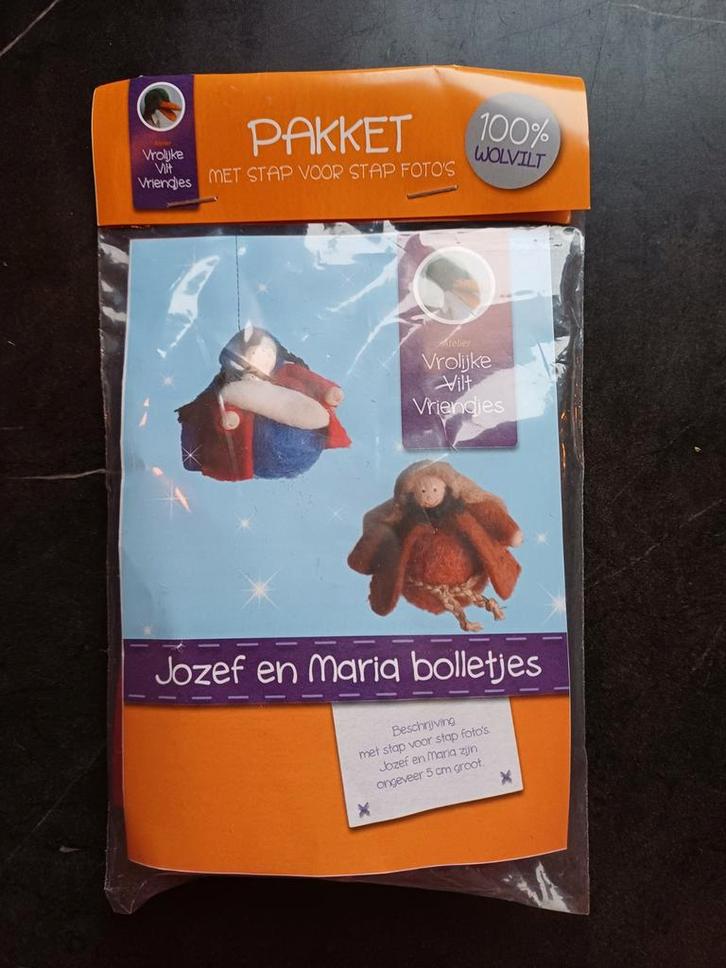 Atelier
Vrolijke
Vilt
Vriendjes
PAKKET
MET STAP VOOR STAP FOTO'S
100%
WOLVILT
Atelier
Vrolijke
Vilt
Vriendjes
Jozef en Maria bolletjes
Beschrijving
met stap voor stap foto's.
Jozef en Maria zijn
ongeveer 5 cm groot.